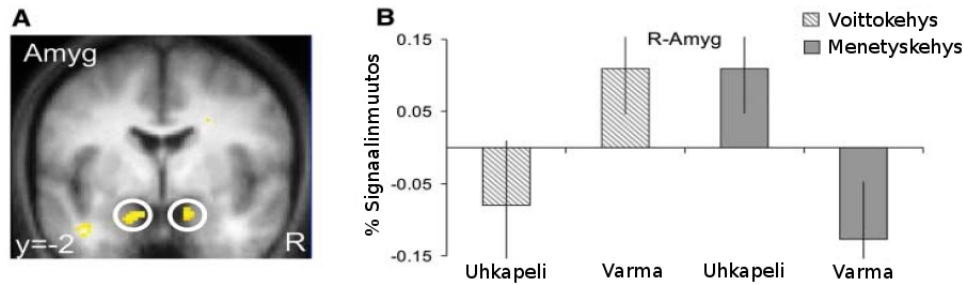 A
Amyg
y=-2
R
B
Voittokehys
Menetyskehys
R-Amyg
% Signaalinmuutos
0.15
0.05
-0.05
-0.15
Uhkapeli Varma Uhkapeli Varma